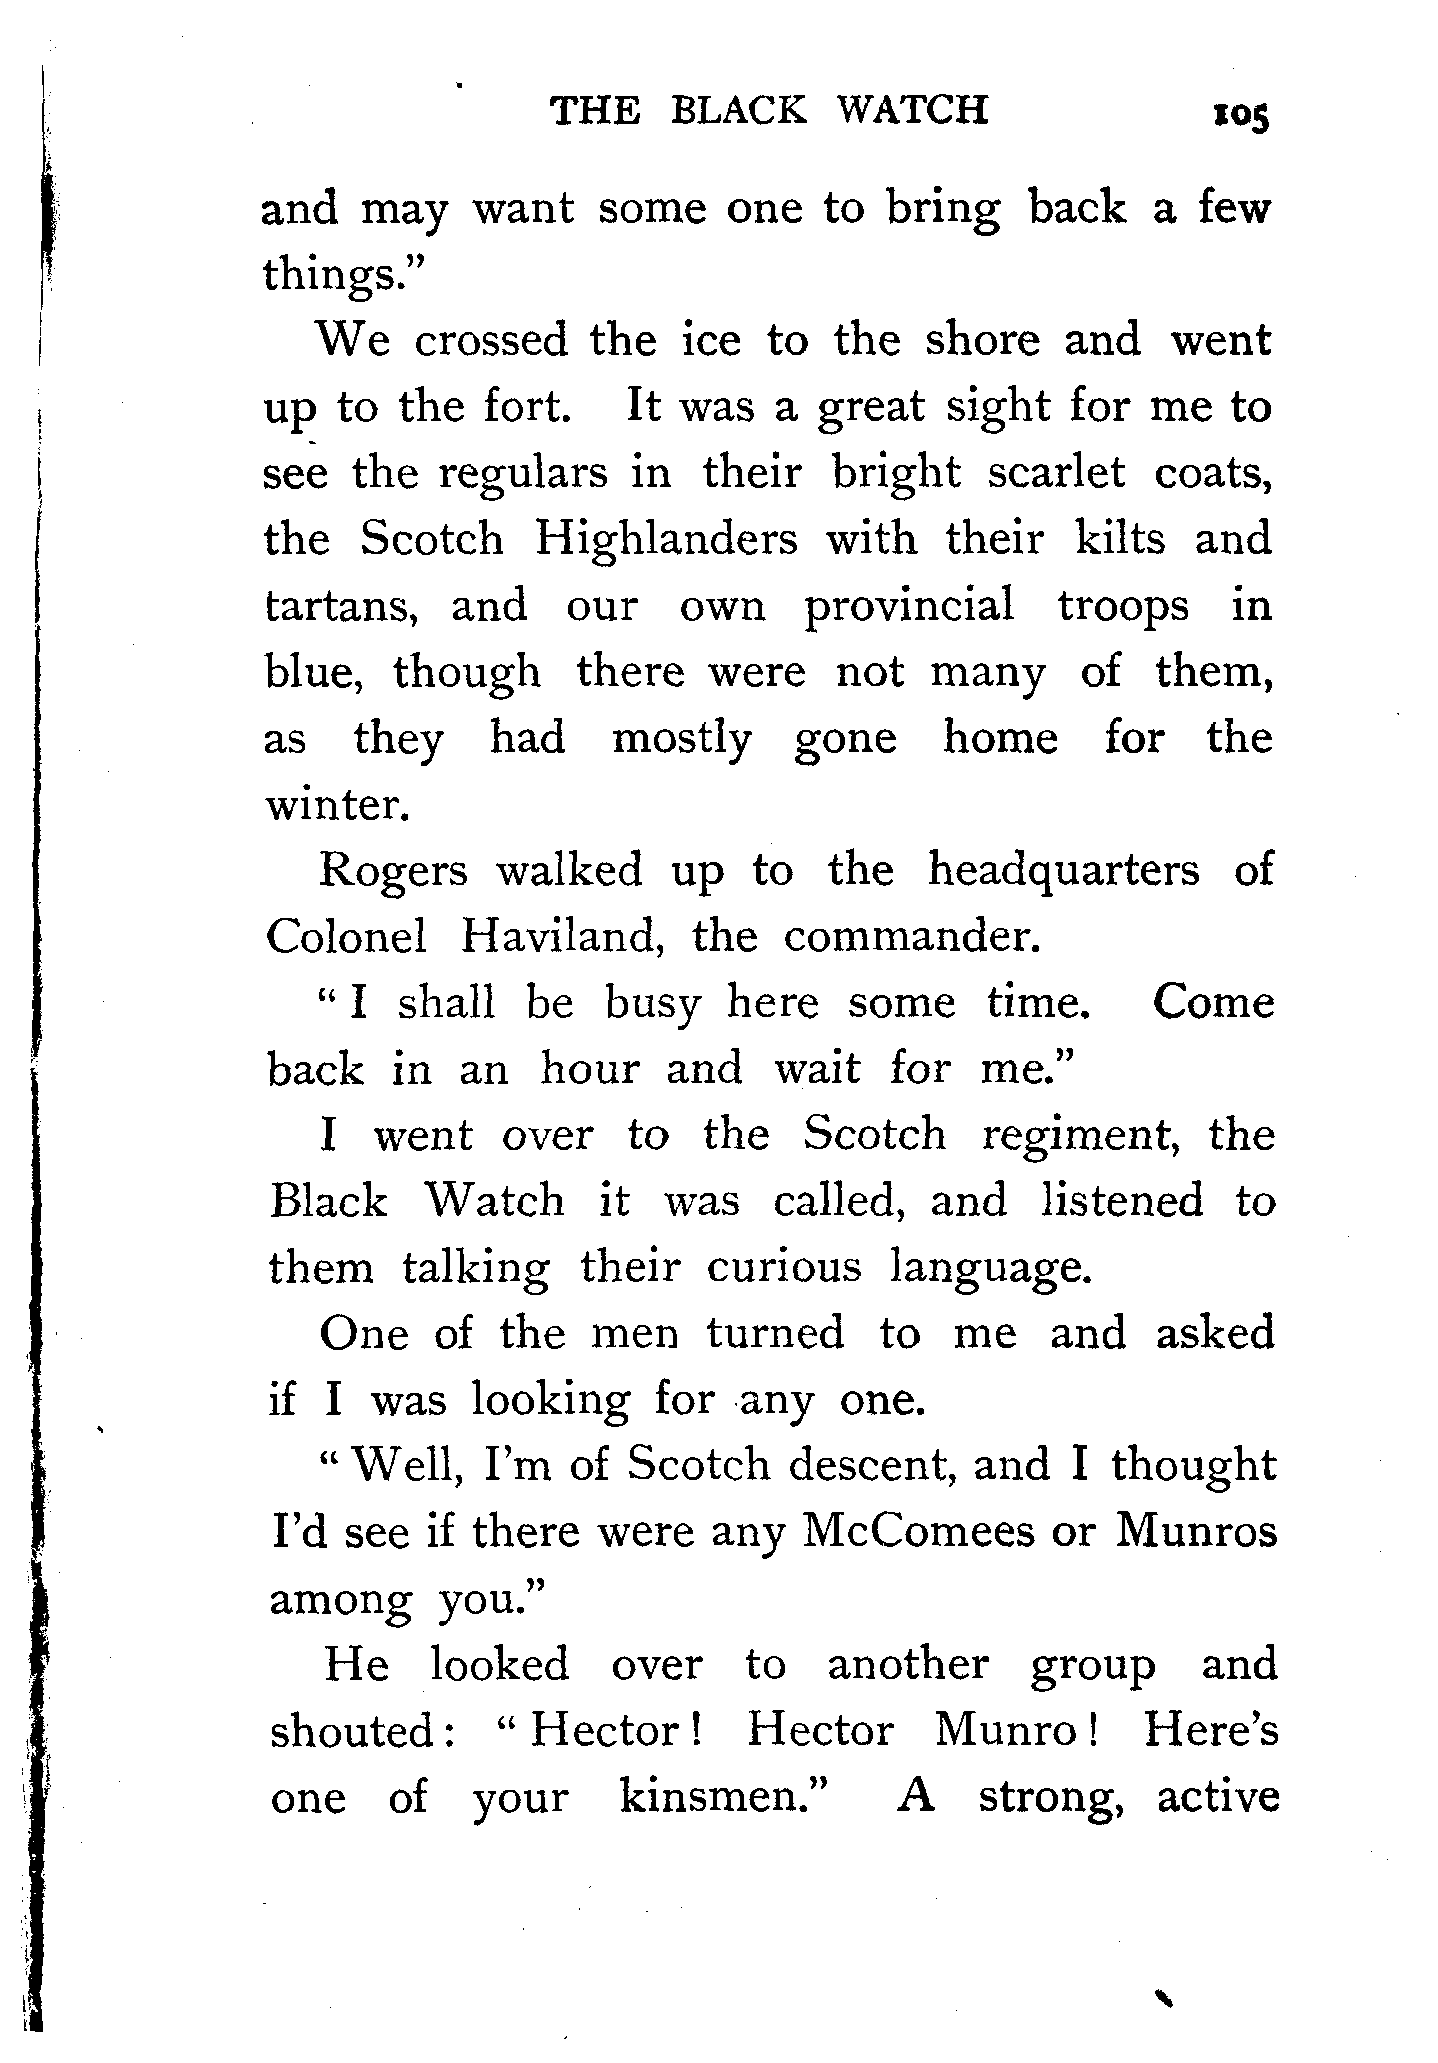 THE BLACK WATCH 105
and may want some one to bring back a few
things.”
We crossed the ice to the shore and went
up to the fort. It was a great sight for me to
see the regulars in their bright scarlet coats,
the Scotch Highlanders with their kilts and
tartans, and our own provincial troops in
blue, though there were not many of them,
as they had mostly gone home for the
winter.
Rogers walked up to the headquarters of
Colonel Haviland, the commander.
“ I shall be busy here some time. Come
back in an hour and wait for me.”
I went over to the Scotch regiment, the
Black Watch it was called, and listened to
them talking their curious language.
One of the men turned to me and asked
if I was looking for any one.
“ Well, I’m of Scotch descent, and I thought
I’d see if there were any McComees or Munros
among you.”
He looked over to another group and
shouted : “ Hector ! Hector Munro ! Here’s
one of your kinsmen.” A strong, active